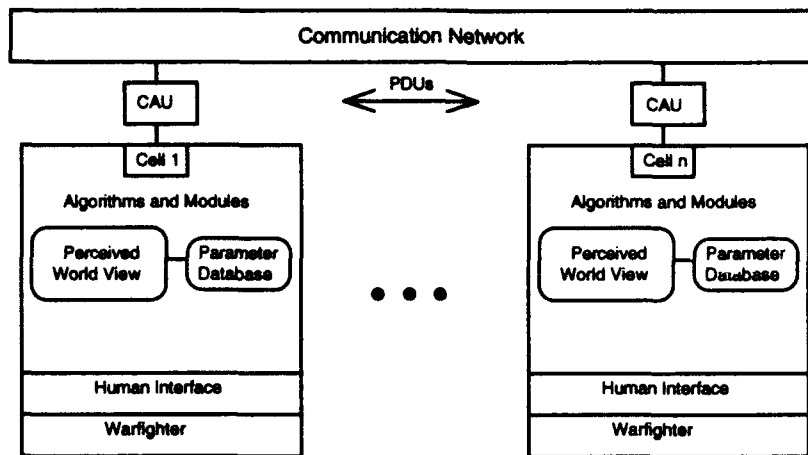 Communication Network
CAU
PDUs
CAU
Cell 1
Algorithms and Modules
Perceived
World View
Parameter
Database
Human Interface
Warfighter
Cell n
Algorithms and Modules
Perceived
World View
Parameter
Database
Human Interface
Warfighter